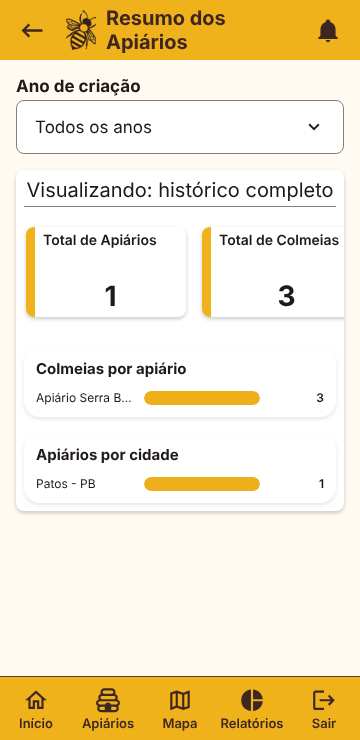 Resumo dos
Apiários
Ano de criação
Todos os anos
Visualizando: histórico completo
Total de Apiários
1
Total de Colmeias
3
Colmeias por apiário
Apiário Serra B... 3
Apiários por cidade
Patos - PB 1
Início Apiários Mapa Relatórios Sair